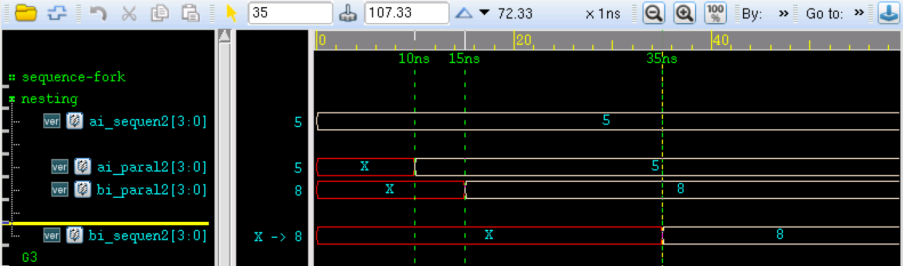 35 107.33 72.33 x 1ns 100% By: » Go to: »
0 20 40
10ns 15ns 35ns
sequence-fork
nesting
ver ai_sequen2[3:0] 5 5
ver ai_paral2[3:0] 5 X 5
ver bi_paral2[3:0] 8 X 8
ver bi_sequen2[3:0] X -> 8 X 8
G3